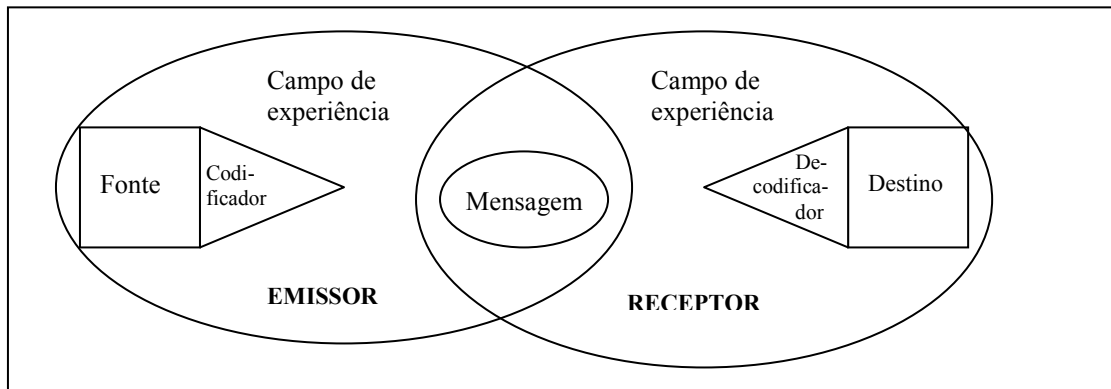 Campo de
experiência
Campo de
experiência
Fonte
Codi-
ficador
Mensagem
De-
codifica-
dor
Destino
EMISSOR
RECEPTOR